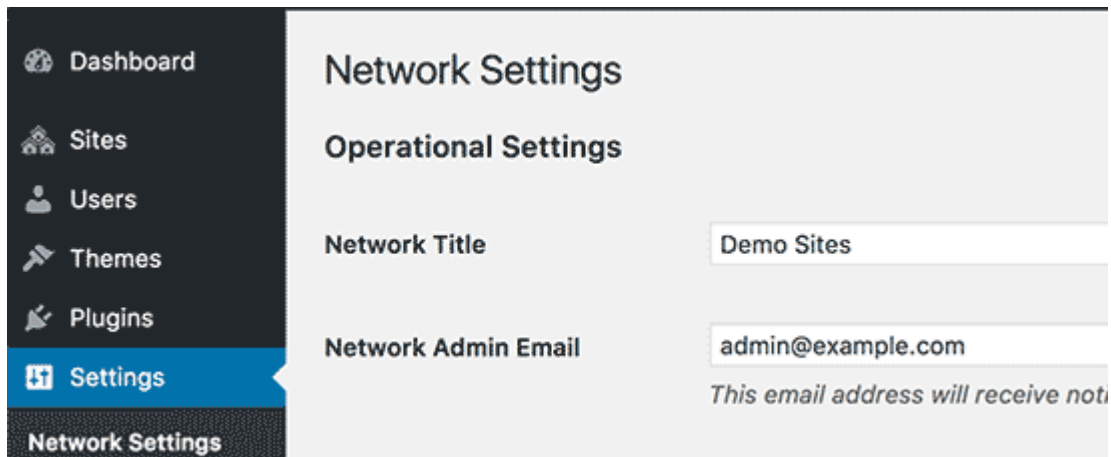 Dashboard
Sites
Users
Themes
Plugins
Settings
Network Settings
Network Settings
Operational Settings
Network Title
Demo Sites
Network Admin Email
admin@example.com
This email address will receive noti